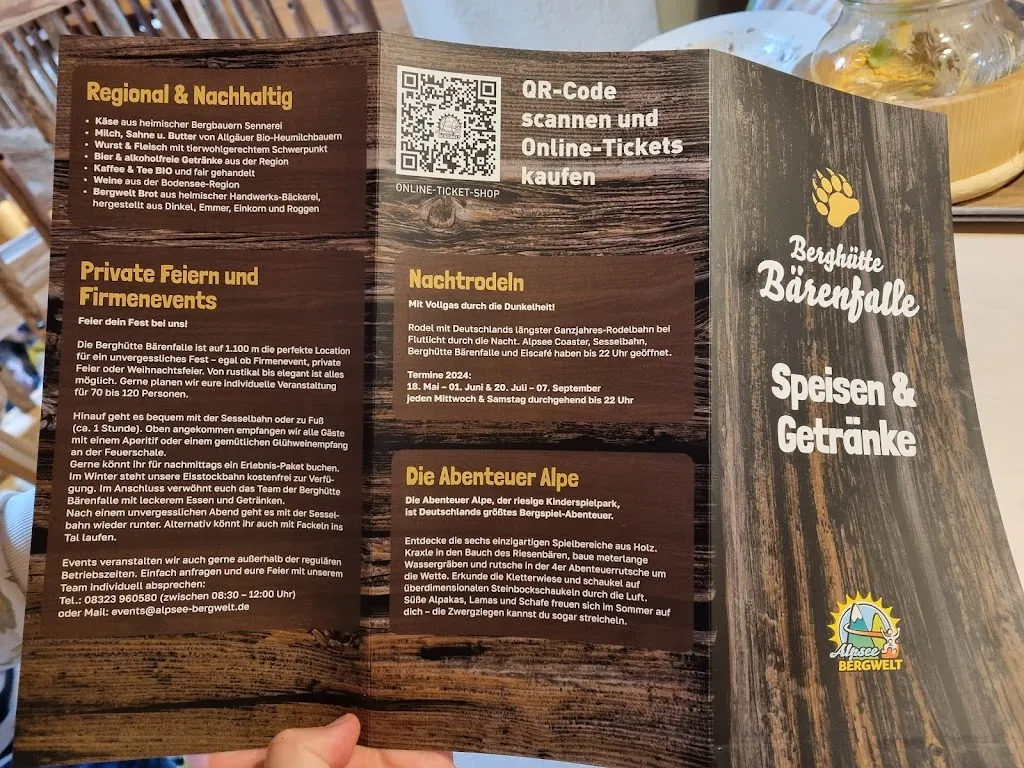 Regional & Nachhaltig
• Käse aus heimischer Bergbauern Sennerei
• Milch, Sahne u. Butter von Allgäuer Bio-Heumilchbauern
• Wurst & Fleisch mit tierwohlgerechtem Schwerpunkt
• Bier & alkoholfreie Getränke aus der Region
• Kaffee & Tee BIO und fair gehandelt
• Weine aus der Bodensee-Region
• Bergwelt Brot aus heimischer Handwerks-Bäckerei,
hergestellt aus Dinkel, Emmer, Einkorn und Roggen
Private Feiern und
Firmenevents
Feier dein Fest bei uns!
Die Berghütte Bärenfalle ist auf 1.100 m die perfekte Location
für ein unvergessliches Fest – egal ob Firmenevent, private
Feier oder Weihnachtsfeier. Von rustikal bis elegant ist alles
möglich. Gerne planen wir eure individuelle Veranstaltung
für 70 bis 120 Personen.
Hinauf geht es bequem mit der Sesselbahn oder zu Fuß
(ca. 1 Stunde). Oben angekommen empfangen wir alle Gäste
mit einem Aperitif oder einem gemütlichen Glühweinempfang
an der Feuerschale.
Gerne könnt ihr für nachmittags ein Erlebnis-Paket buchen.
Im Winter steht unsere Eisstockbahn kostenfrei zur Verfü-
gung. Im Anschluss verwöhnt euch das Team der Berghütte
Bärenfalle mit leckerem Essen und Getränken.
Nach einem unvergesslichen Abend geht es mit der Sessel-
bahn wieder runter. Alternativ könnt ihr auch mit Fackeln ins
Tal laufen.
Events veranstalten wir auch gerne außerhalb der regulären
Betriebszeiten. Einfach anfragen und eure Feier mit unserem
Team individuell absprechen:
Tel.: 08323 960580 (zwischen 08:30 – 12:00 Uhr)
oder Mail: events@alpsee-bergwelt.de
QR-Code
scannen und
Online-Tickets
kaufen
ONLINE-TICKET-SHOP
Nachtrodeln
Mit Vollgas durch die Dunkelheit!
Rodel mit Deutschlands längster Ganzjahres-Rodelbahn bei
Flutlicht durch die Nacht. Alpsee Coaster, Sesselbahn,
Berghütte Bärenfalle und Eiscafé haben bis 22 Uhr geöffnet.
Termine 2024:
18. Mai – 01. Juni & 20. Juli – 07. September
jeden Mittwoch & Samstag durchgehend bis 22 Uhr
Die Abenteuer Alpe
Die Abenteuer Alpe, der riesige Kinderspielpark,
ist Deutschlands größtes Bergspiel-Abenteuer.
Entdecke die sechs einzigartigen Spielbereiche aus Holz.
Kraxle in den Bauch des Riesenbären, baue meterlange
Wassergräben und rutsche in der 4er Abenteuerrutsche um
die Wette. Erkunde die Kletterwiese und schaukel auf
überdimensionalen Steinbockschaukeln durch die Luft.
Süße Alpakas, Lamas und Schafe freuen sich im Sommer auf
dich – die Zwergziegen kannst du sogar streicheln.
Berghütte
Bärenfalle
Speisen &
Getränke
Alpsee
BERGWELT